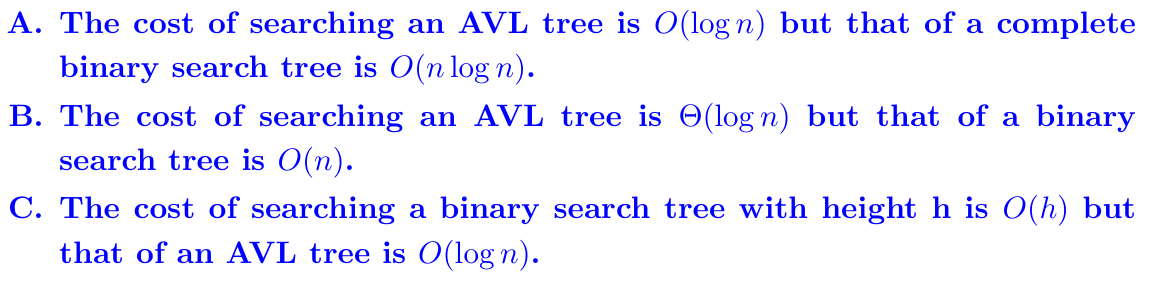 A. The cost of searching an AVL tree is O(log n) but that of a complete
binary search tree is O(n log n).
B. The cost of searching an AVL tree is Θ(log n) but that of a binary
search tree is O(n).
C. The cost of searching a binary search tree with height h is O(h) but
that of an AVL tree is O(log n).